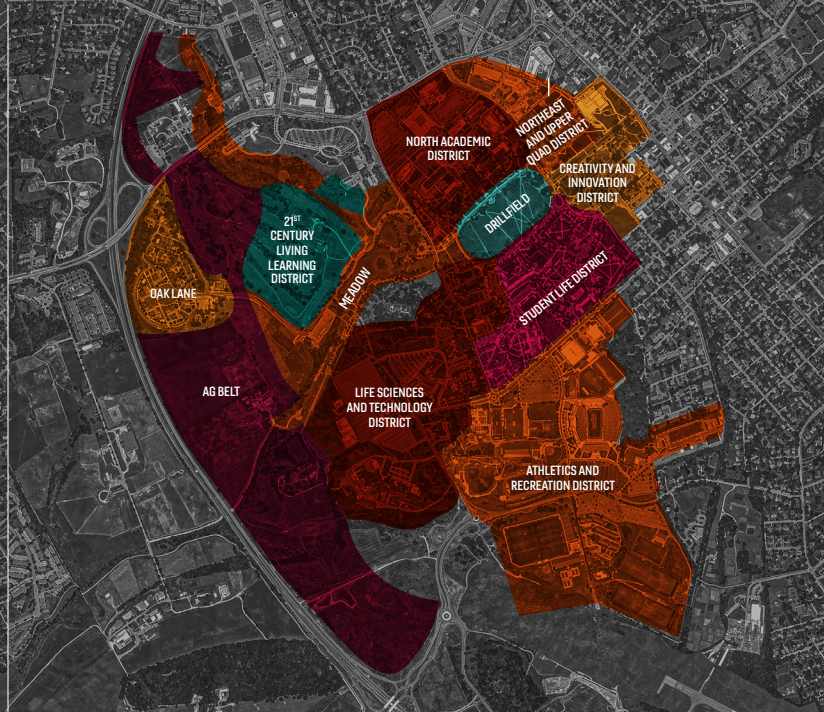 NORTH ACADEMIC
DISTRICT
NORTHEAST
AND UPPER
QUAD DISTRICT
CREATIVITY AND
INNOVATION
DISTRICT
DRILLFIELD
21ST
CENTURY
LIVING
LEARNING
DISTRICT
MEADOW
STUDENT LIFE DISTRICT
OAK LANE
AG BELT
LIFE SCIENCES
AND TECHNOLOGY
DISTRICT
ATHLETICS AND
RECREATION DISTRICT